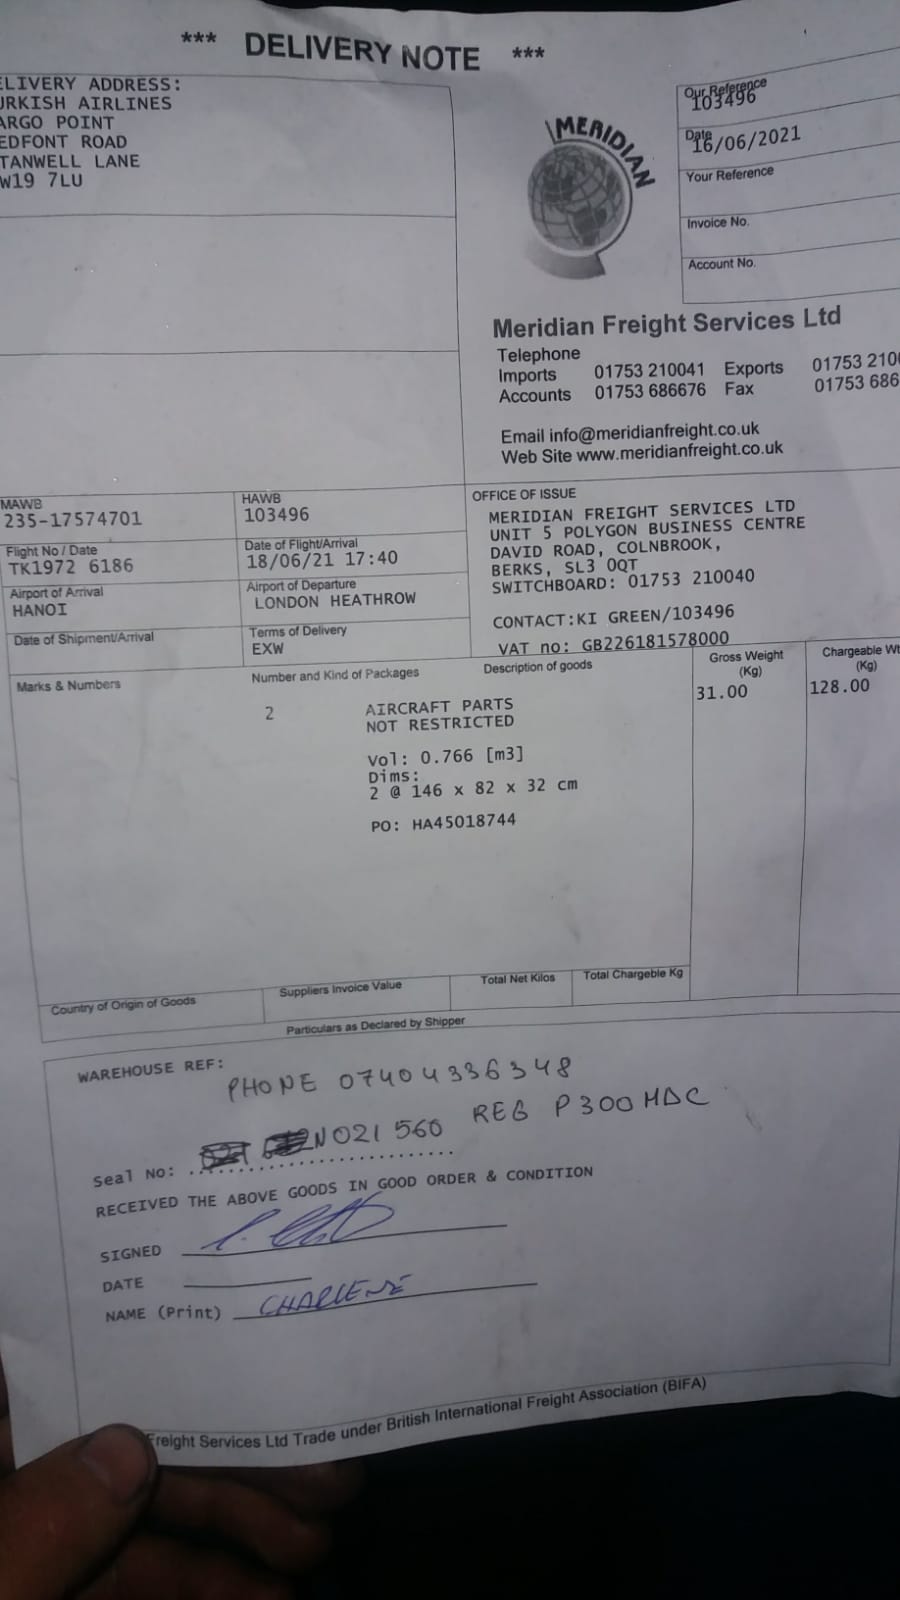 *** DELIVERY NOTE ***
ELIVERY ADDRESS:
URKISH AIRLINES
ARGO POINT
EDFONT ROAD
TANWELL LANE
W19 7LU
MERIDIAN
Our Reference
103496
Date
16/06/2021
Your Reference
Invoice No.
Account No.
Meridian Freight Services Ltd
Telephone
Imports 01753 210041 Exports 01753 210
Accounts 01753 686676 Fax 01753 686
Email info@meridianfreight.co.uk
Web Site www.meridianfreight.co.uk
MAWB
235-17574701
HAWB
103496
Flight No / Date
TK1972 6186
Date of Flight/Arrival
18/06/21 17:40
Airport of Arrival
HANOI
Airport of Departure
LONDON HEATHROW
Date of Shipment/Arrival
Terms of Delivery
EXW
OFFICE OF ISSUE
MERIDIAN FREIGHT SERVICES LTD
UNIT 5 POLYGON BUSINESS CENTRE
DAVID ROAD, COLNBROOK,
BERKS, SL3 0QT
SWITCHBOARD: 01753 210040
CONTACT:KI GREEN/103496
VAT no: GB226181578000
Marks & Numbers
Number and Kind of Packages
Description of goods
Gross Weight
(Kg)
Chargeable Wt
(Kg)
2
AIRCRAFT PARTS
NOT RESTRICTED
31.00
128.00
Vol: 0.766 [m3]
Dims:
2 @ 146 x 82 x 32 cm
PO: HA45018744
Country of Origin of Goods
Suppliers Invoice Value
Total Net Kilos
Total Chargeble Kg
Particulars as Declared by Shipper
WAREHOUSE REF:
PHONE 07404336348
Seal No: NO21 560 REG P300MDC
RECEIVED THE ABOVE GOODS IN GOOD ORDER & CONDITION
SIGNED
DATE
NAME (Print) CHARLENE
Freight Services Ltd Trade under British International Freight Association (BIFA)